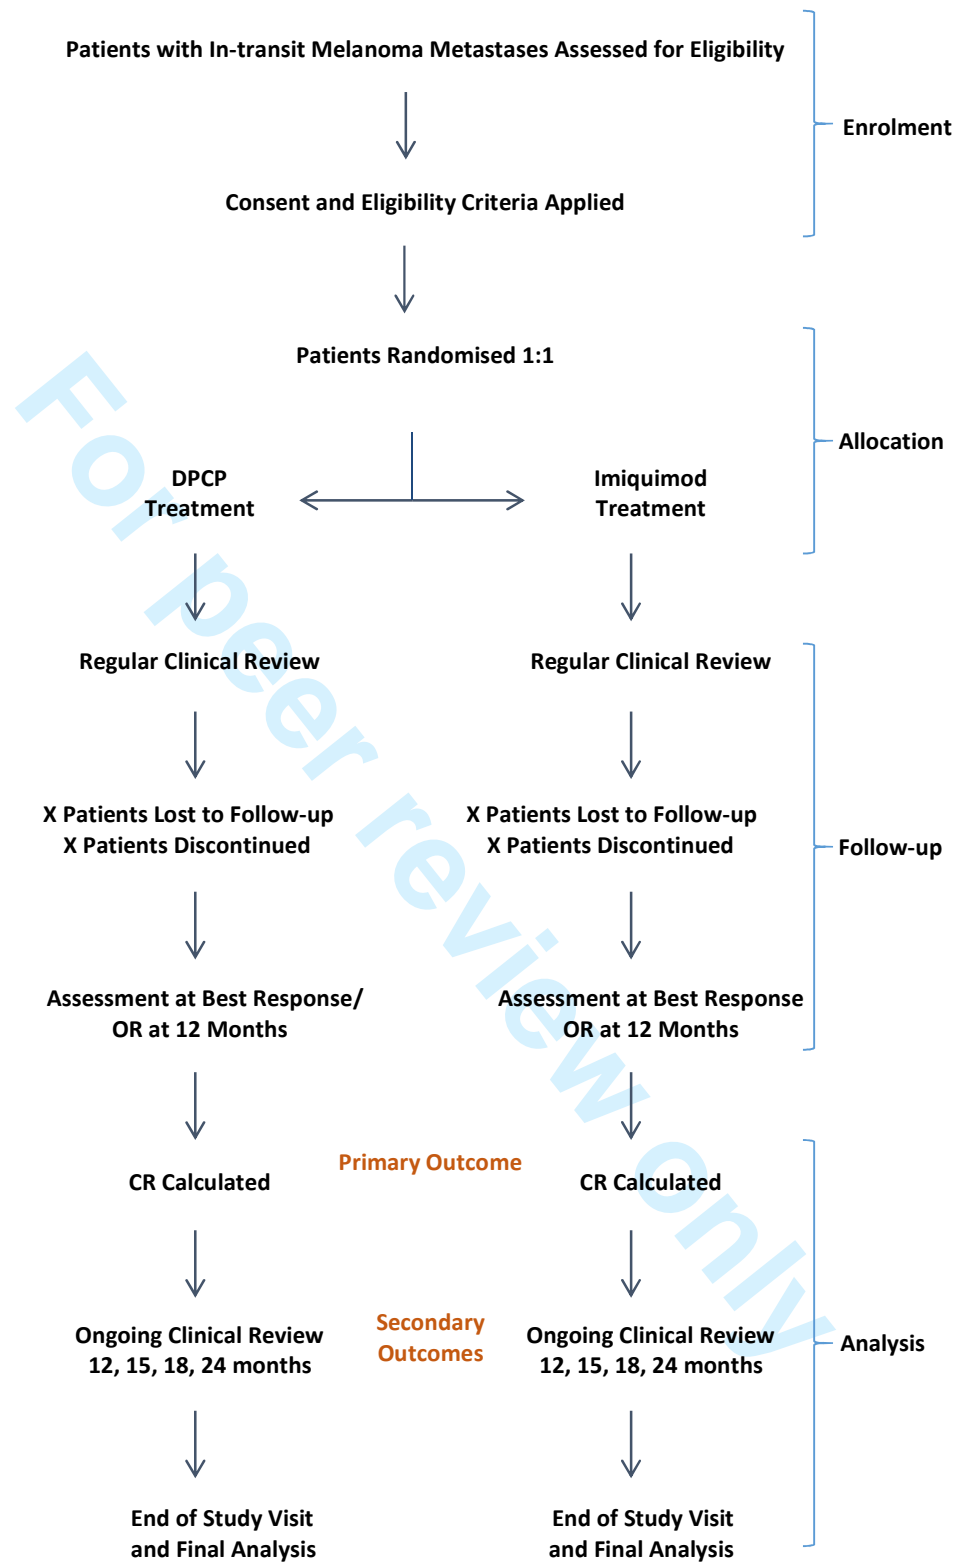 Patients with In-transit Melanoma Metastases Assessed for Eligibility
Enrolment
Consent and Eligibility Criteria Applied
Patients Randomised 1:1
Allocation
DPCP
Treatment
Imiquimod
Treatment
Regular Clinical Review
Regular Clinical Review
X Patients Lost to Follow-up
X Patients Discontinued
X Patients Lost to Follow-up
X Patients Discontinued
Follow-up
Assessment at Best Response/
OR at 12 Months
Assessment at Best Response
OR at 12 Months
Primary Outcome
CR Calculated
CR Calculated
Secondary
Outcomes
Ongoing Clinical Review
12, 15, 18, 24 months
Ongoing Clinical Review
12, 15, 18, 24 months
Analysis
End of Study Visit
and Final Analysis
End of Study Visit
and Final Analysis
For peer review only